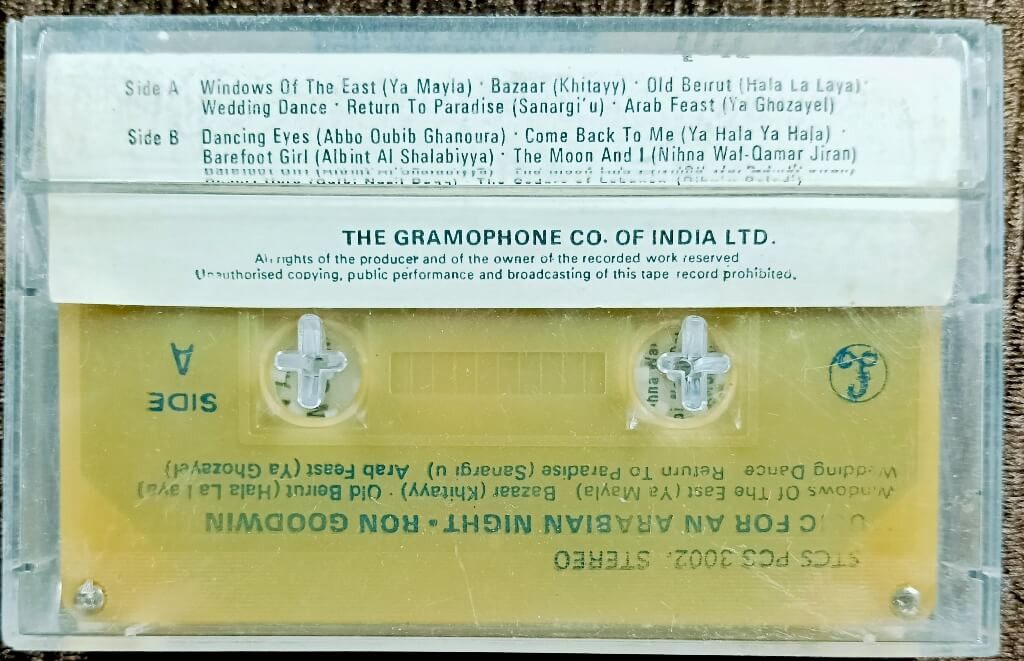 Side A Windows Of The East (Ya Mayla) · Bazaar (Khitayy) · Old Beirut (Hala La Laya)·
Wedding Dance · Return To Paradise (Sanargi'u) · Arab Feast (Ya Ghozayel)
Side B Dancing Eyes (Abbo Oubib Ghanoura) · Come Back To Me (Ya Hala Ya Hala) ·
Barefoot Girl (Albint Al Shalabiyya) · The Moon And I (Nihna Wal-Qamar Jiran)
THE GRAMOPHONE CO. OF INDIA LTD.
All rights of the producer and of the owner of the recorded work reserved
Unauthorised copying, public performance and broadcasting of this tape record prohibited.
SIDE
A
STCS PCS 3002. STEREO
C FOR AN ARABIAN NIGHT • RON GOODWIN
Windows Of The East (Ya Mayla) Bazaar (Khitayy) · Old Beirut (Hala La Laya)
Wedding Dance Return To Paradise (Sanargi u) Arab Feast (Ya Ghozayel)